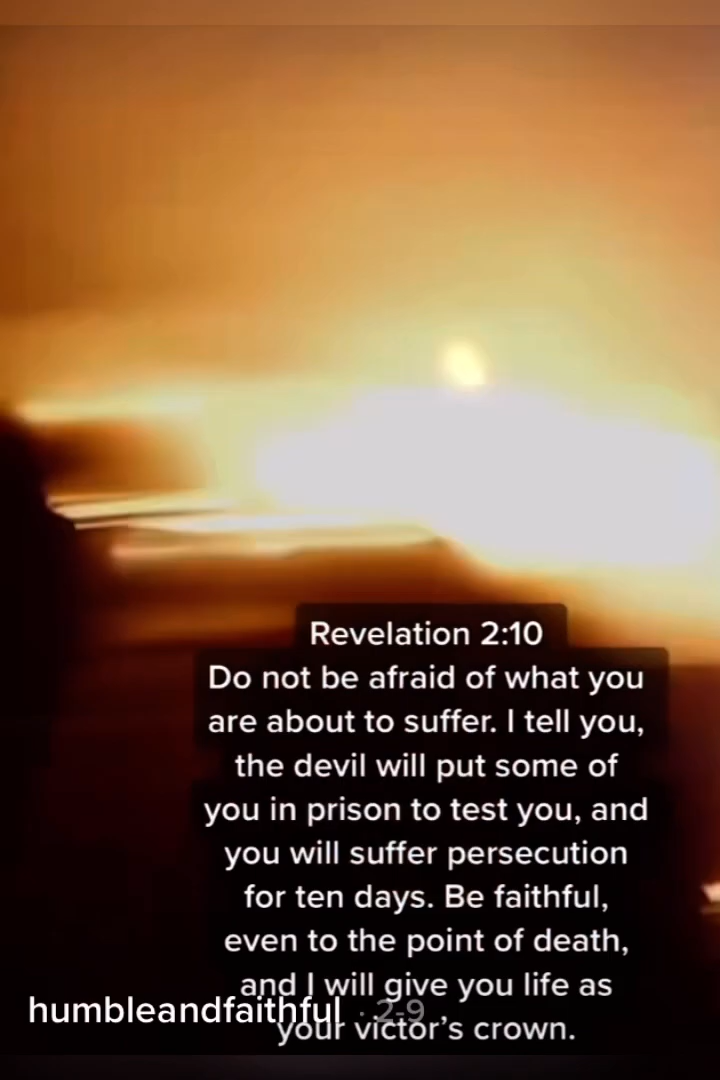 Revelation 2:10
Do not be afraid of what you
are about to suffer. I tell you,
the devil will put some of
you in prison to test you, and
you will suffer persecution
for ten days. Be faithful,
even to the point of death,
and I will give you life as
humbleandfaithful · 2-9
your victor’s crown.